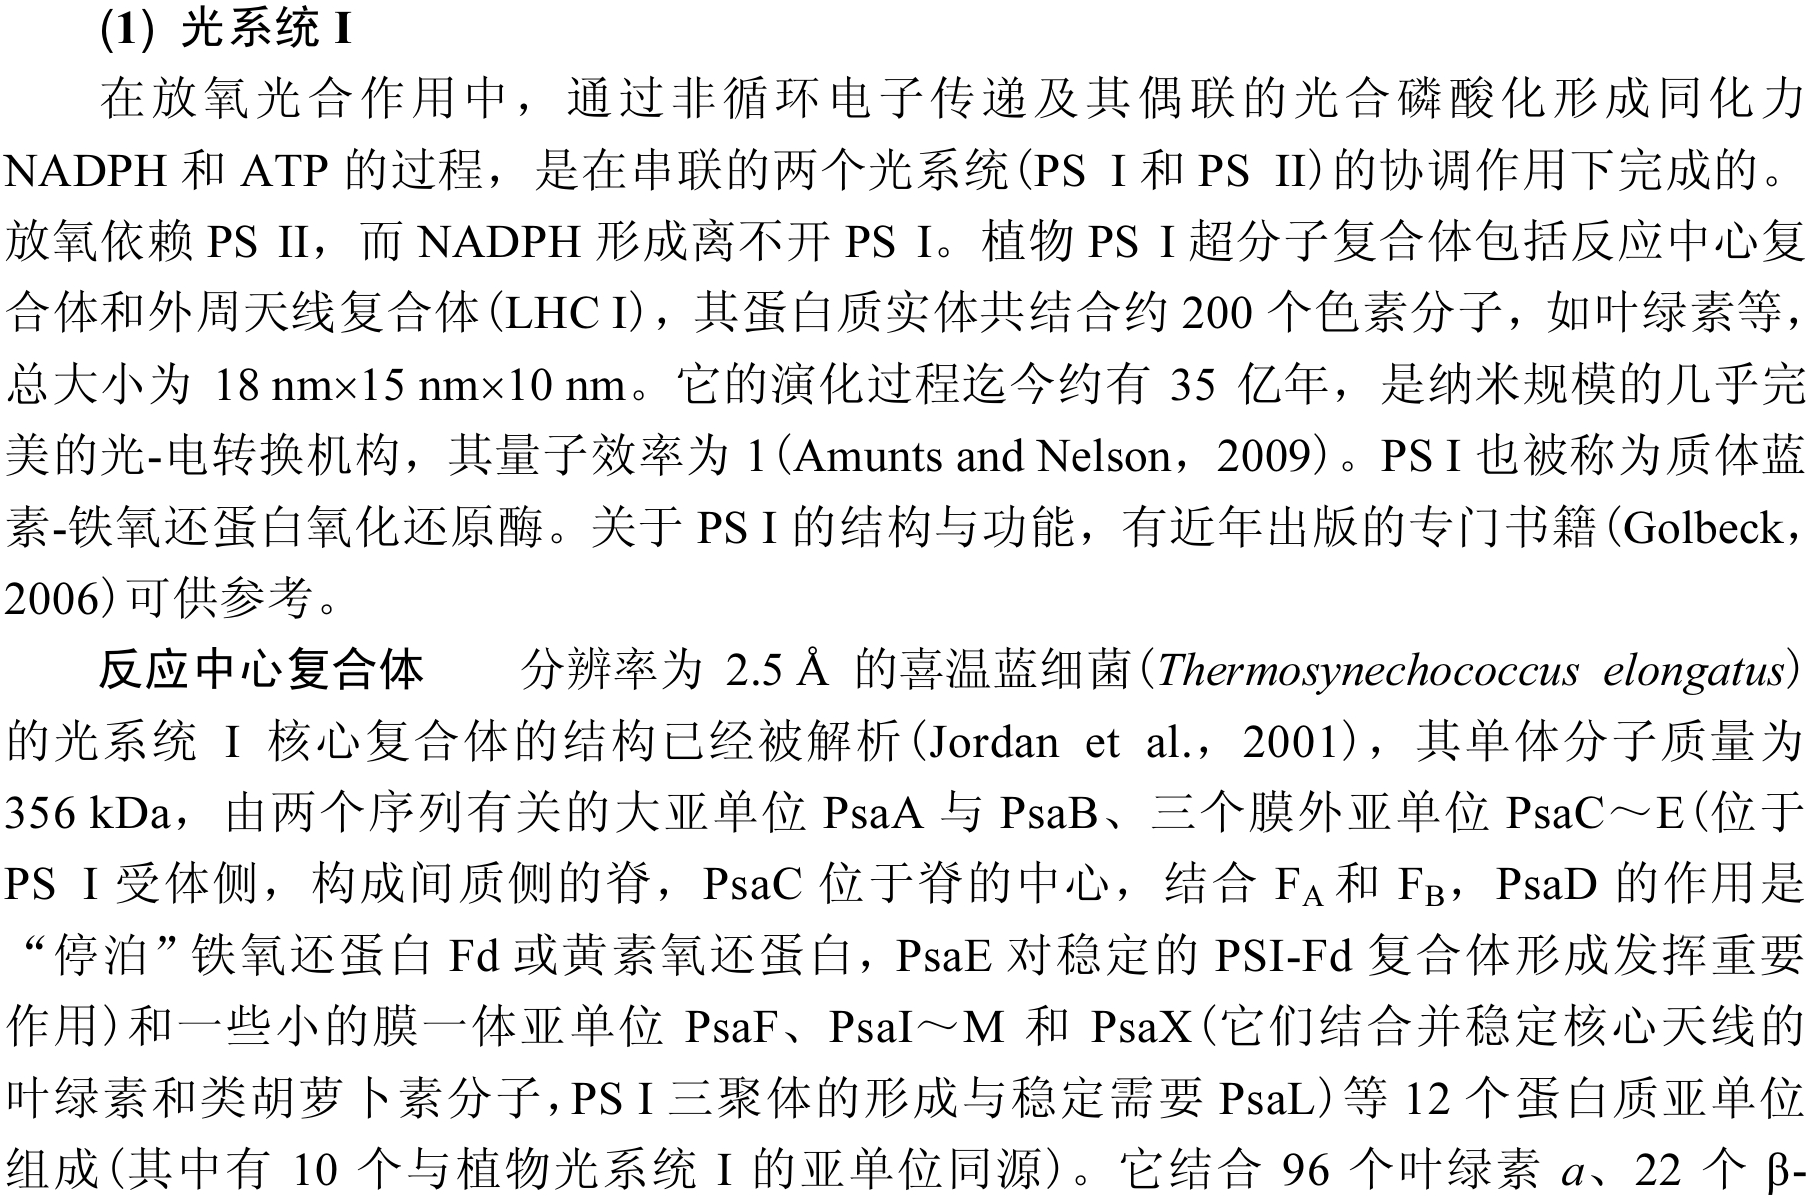 (1) 光系统 I
在放氧光合作用中，通过非循环电子传递及其偶联的光合磷酸化形成同化力
NADPH 和 ATP 的过程，是在串联的两个光系统(PS I 和 PS II)的协调作用下完成的。
放氧依赖 PS II，而 NADPH 形成离不开 PS I。植物 PS I 超分子复合体包括反应中心复
合体和外周天线复合体(LHC I)，其蛋白质实体共结合约 200 个色素分子，如叶绿素等，
总大小为 18 nm×15 nm×10 nm。它的演化过程迄今约有 35 亿年，是纳米规模的几乎完
美的光-电转换机构，其量子效率为 1(Amunts and Nelson，2009)。PS I 也被称为质体蓝
素-铁氧还蛋白氧化还原酶。关于 PS I 的结构与功能，有近年出版的专门书籍(Golbeck，
2006)可供参考。
反应中心复合体 分辨率为 2.5 Å 的喜温蓝细菌(Thermosynechococcus elongatus)
的光系统 I 核心复合体的结构已经被解析(Jordan et al.，2001)，其单体分子质量为
356 kDa，由两个序列有关的大亚单位 PsaA 与 PsaB、三个膜外亚单位 PsaC～E(位于
PS I 受体侧，构成间质侧的脊，PsaC 位于脊的中心，结合 F_A 和 F_B，PsaD 的作用是
“停泊”铁氧还蛋白 Fd 或黄素氧还蛋白，PsaE 对稳定的 PSI-Fd 复合体形成发挥重要
作用)和一些小的膜一体亚单位 PsaF、PsaI～M 和 PsaX(它们结合并稳定核心天线的
叶绿素和类胡萝卜素分子，PS I 三聚体的形成与稳定需要 PsaL)等 12 个蛋白质亚单位
组成(其中有 10 个与植物光系统 I 的亚单位同源)。它结合 96 个叶绿素 a、22 个 β-